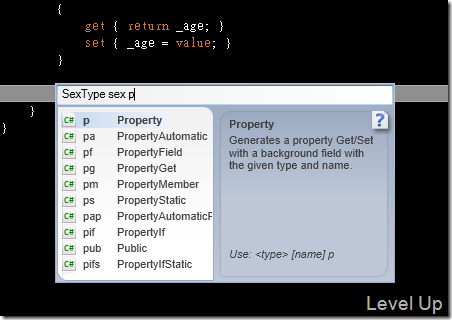 {
get { return _age; }
set { _age = value; }
}
SexType sex p
C# p Property
C# pa PropertyAutomatic
C# pf PropertyField
C# pg PropertyGet
C# pm PropertyMember
C# ps PropertyStatic
C# pap PropertyAutomaticP
C# pif PropertyIf
C# pub Public
C# pifs PropertyIfStatic
Property ?
Generates a property Get/Set
with a background field with
the given type and name.
Use: <type> [name] p
}
}
Level Up